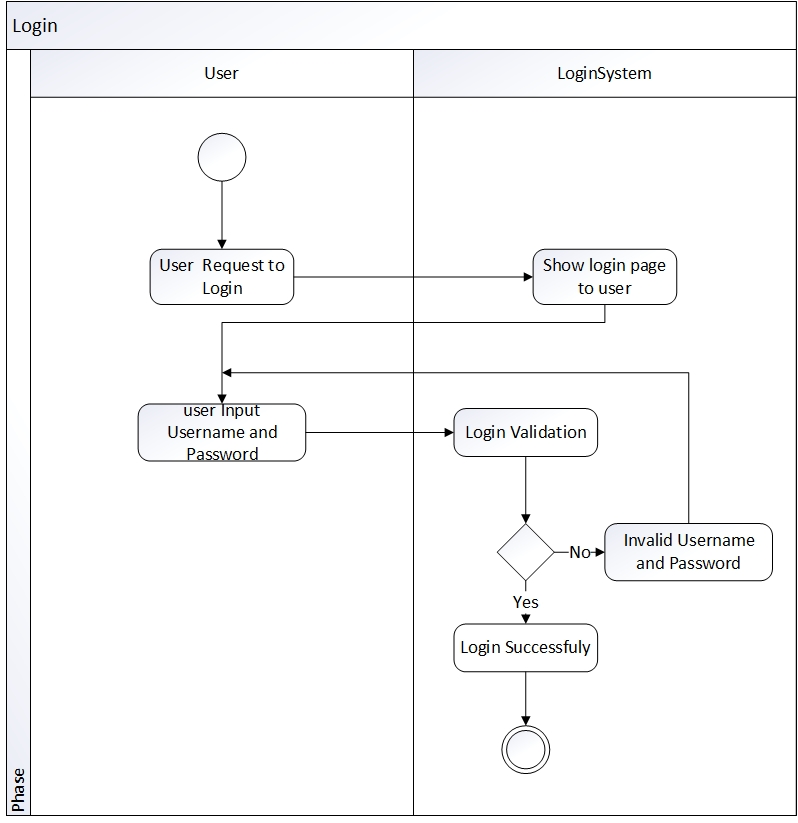 Login
User
LoginSystem
User  Request to
Login
Show login page
to user
user Input
Username and
Password
Login Validation
No
Invalid Username
and Password
Yes
Login Successfuly
Phase